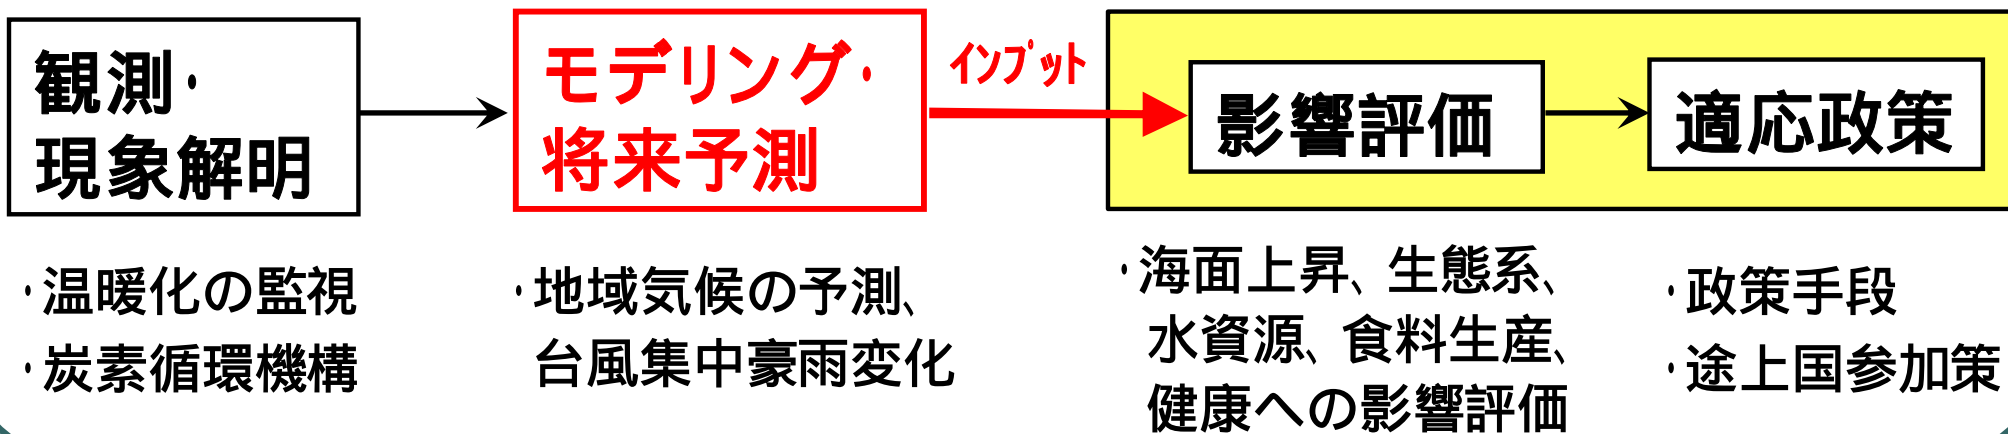 観測・
現象解明
モデリング・
将来予測
ｲﾝﾌﾟｯﾄ
影響評価
適応政策
・温暖化の監視
・炭素循環機構
・地域気候の予測、
台風集中豪雨変化
・海面上昇、生態系、
水資源、食料生産、
健康への影響評価
・政策手段
・途上国参加策